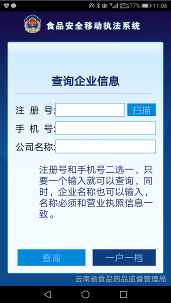 77% 11:06
食品安全移动执法系统
查询企业信息
注 册 号: 扫描
手 机 号:
公司名称:
注册号和手机号二选一，只
要一个输入就可以查询，同
时，企业名称也可以输入，
名称必须和营业执照信息一
致。
查询 一户一档
云南省食品药品监督管理局